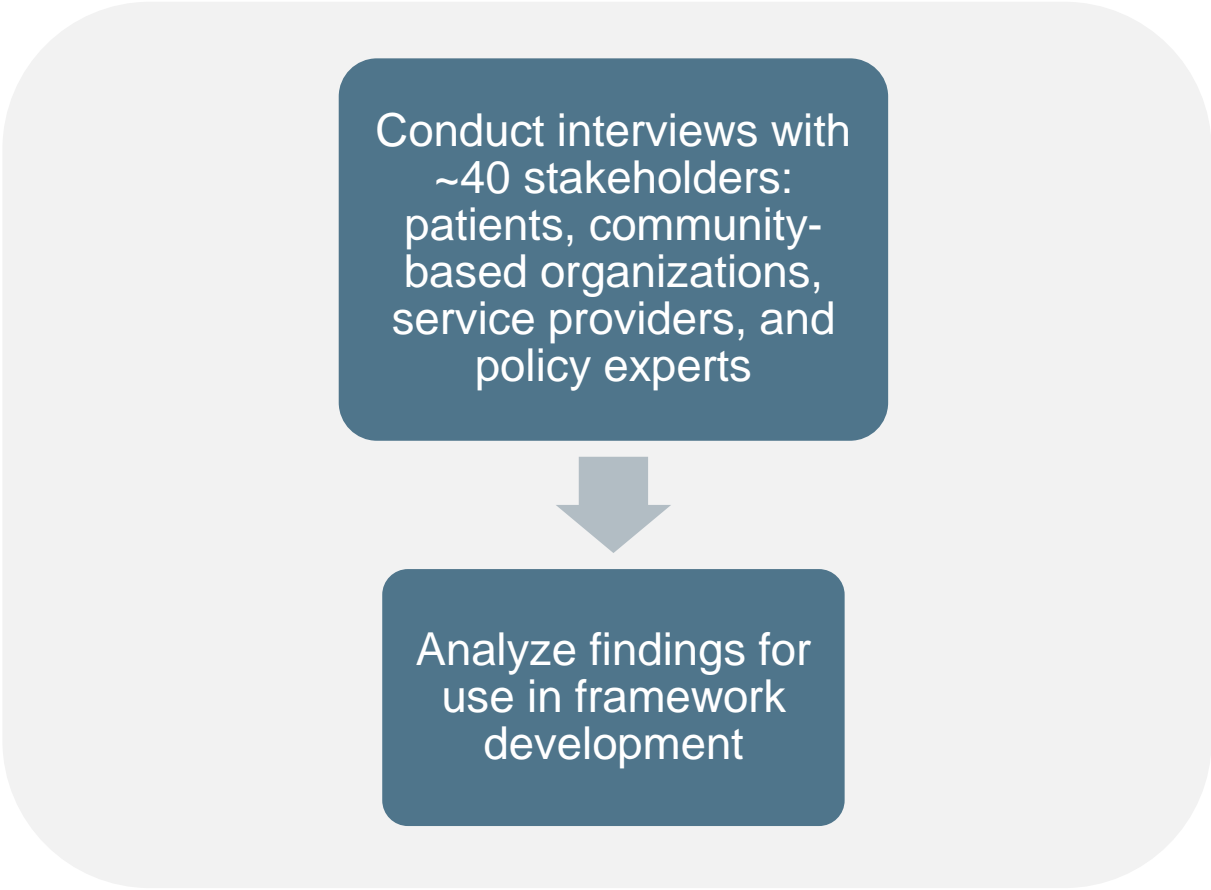 Conduct interviews with
~40 stakeholders:
patients, community-
based organizations,
service providers, and
policy experts
Analyze findings for
use in framework
development